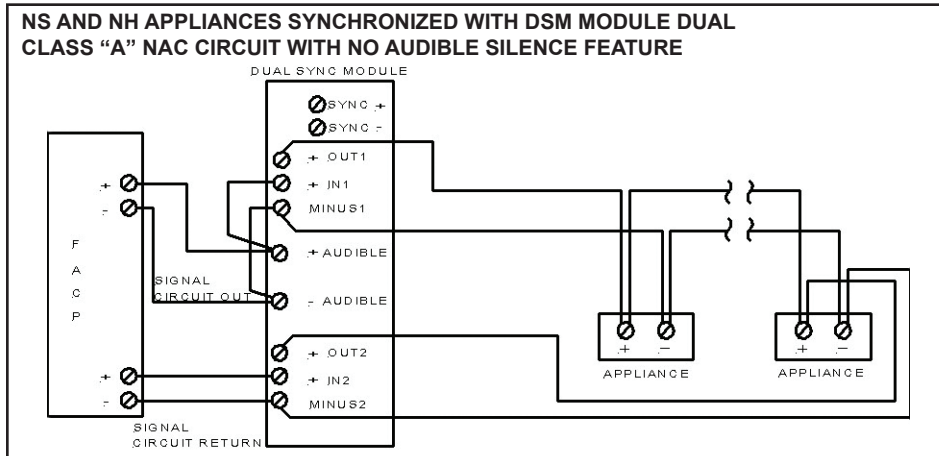 NS AND NH APPLIANCES SYNCHRONIZED WITH DSM MODULE DUAL
CLASS “A” NAC CIRCUIT WITH NO AUDIBLE SILENCE FEATURE
DUAL SYNC MODULE
SYNC +
SYNC -
+ OUT1
+ IN1
MINUS1
+ AUDIBLE
- AUDIBLE
+ OUT2
+ IN2
MINUS2
+
-
F
A
C
P
+
-
SIGNAL
CIRCUIT OUT
SIGNAL
CIRCUIT RETURN
+ -
APPLIANCE
+ -
APPLIANCE